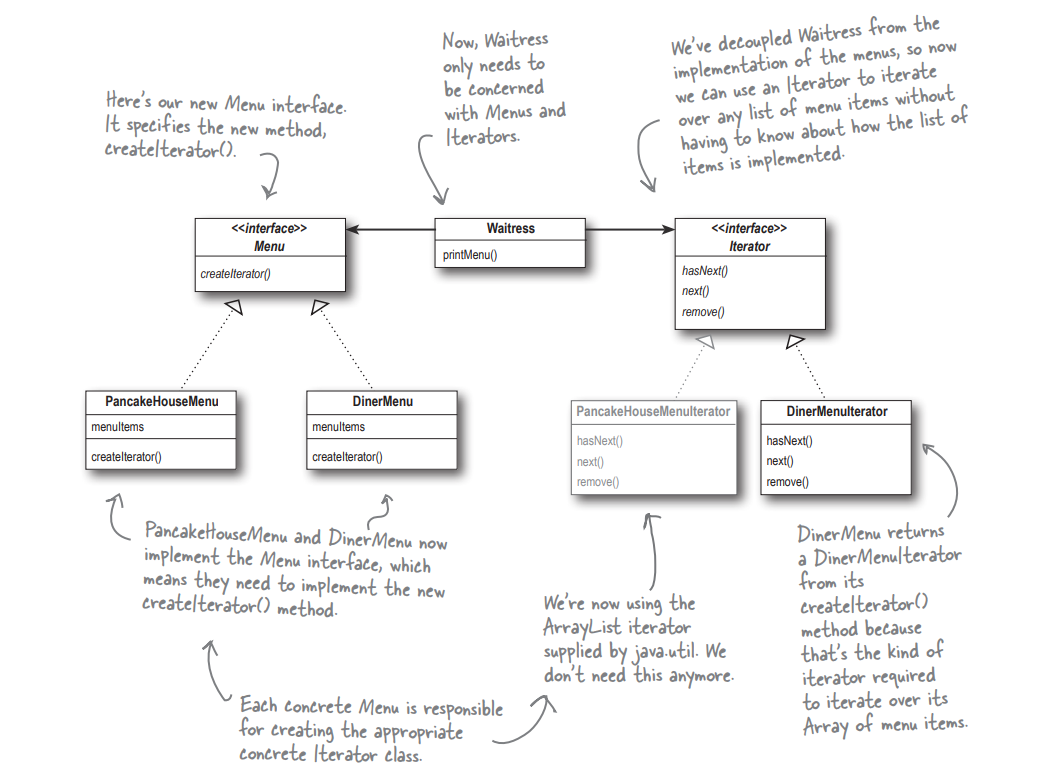 Here's our new Menu interface.
It specifies the new method,
createIterator().
Now, Waitress
only needs to
be concerned
with Menus and
Iterators.
We've decoupled Waitress from the
implementation of the menus, so now
we can use an Iterator to iterate
over any list of menu items without
having to know about how the list of
items is implemented.
<<interface>>
Menu
createIterator()
Waitress
printMenu()
<<interface>>
Iterator
hasNext()
next()
remove()
PancakeHouseMenu
menuItems
createIterator()
DinerMenu
menuItems
createIterator()
PancakeHouseMenuIterator
hasNext()
next()
remove()
DinerMenuIterator
hasNext()
next()
remove()
PancakeHouseMenu and DinerMenu now
implement the Menu interface, which
means they need to implement the new
createIterator() method.
We're now using the
ArrayList iterator
supplied by java.util. We
don't need this anymore.
DinerMenu returns
a DinerMenuIterator
from its
createIterator()
method because
that's the kind of
iterator required
to iterate over its
Array of menu items.
Each concrete Menu is responsible
for creating the appropriate
concrete Iterator class.